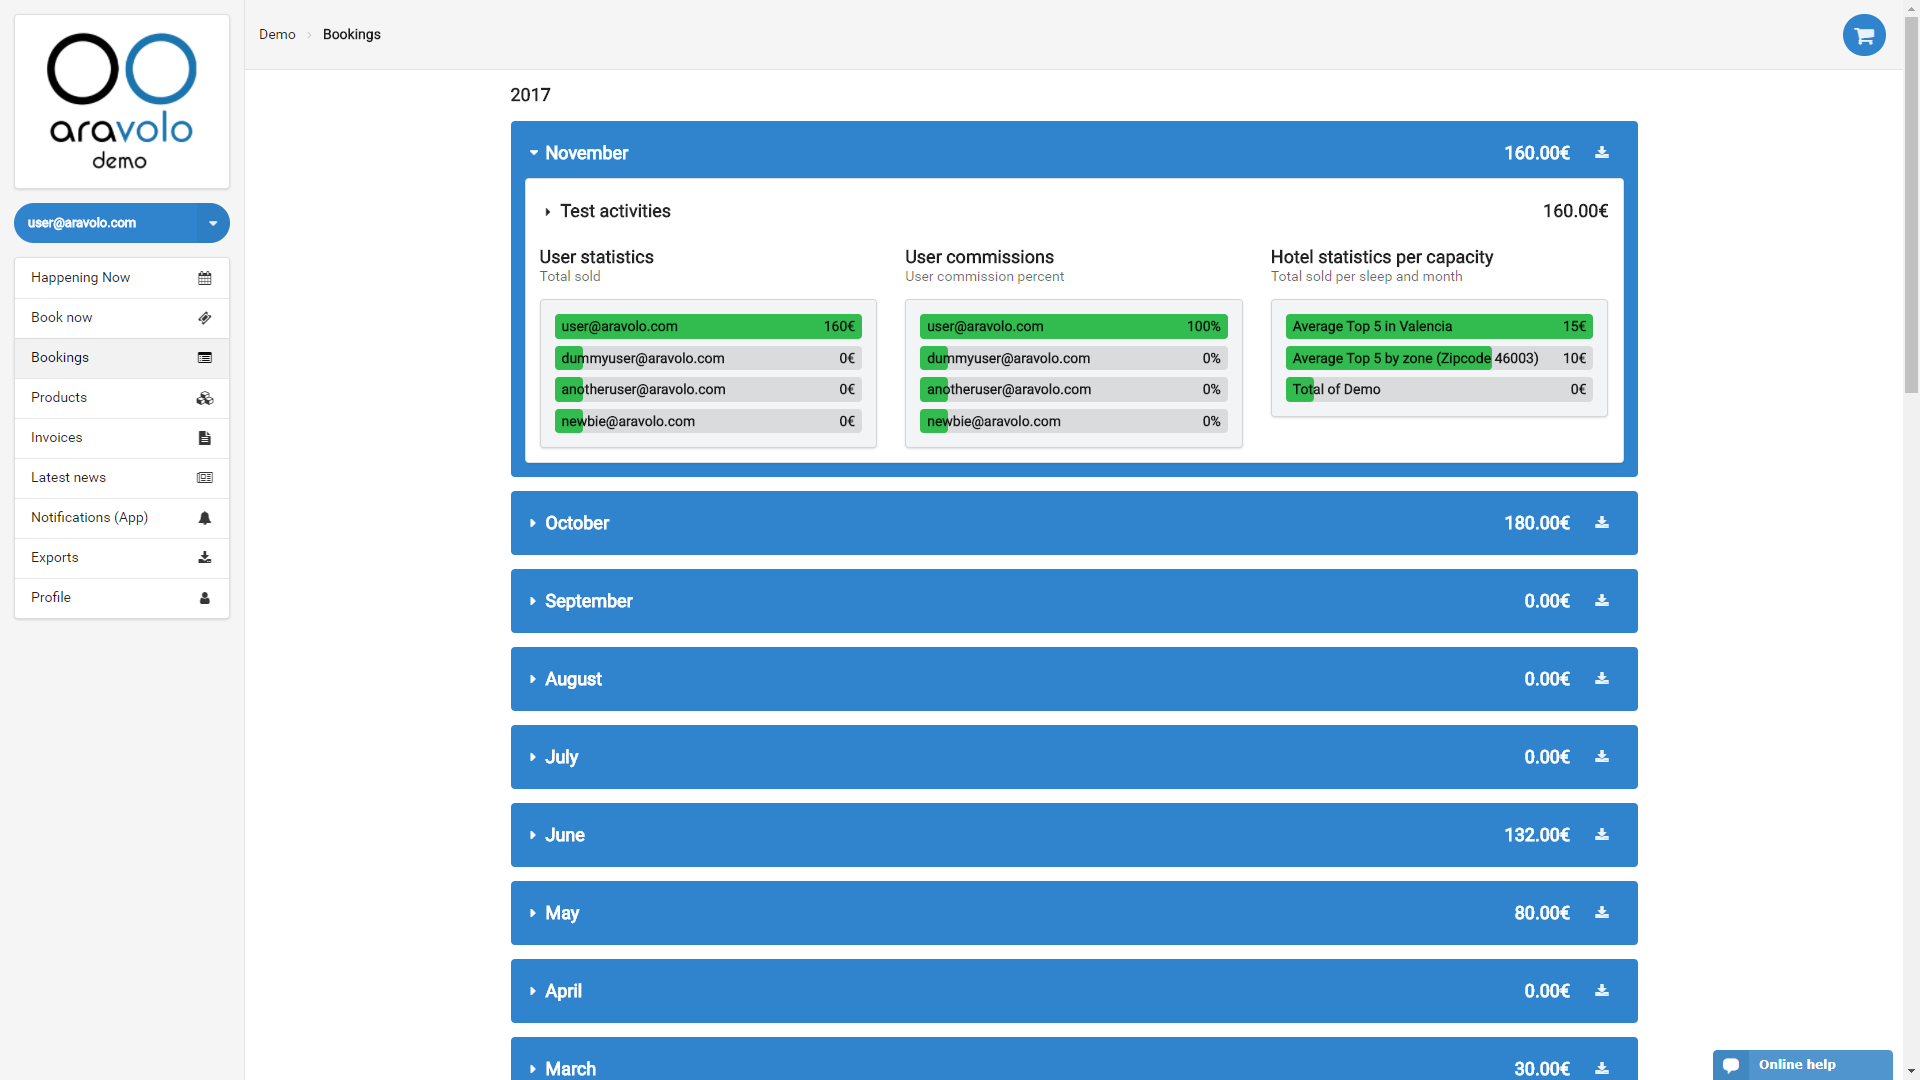 aravolo
demo
user@aravolo.com
Happening Now
Book now
Bookings
Products
Invoices
Latest news
Notifications (App)
Exports
Profile
Demo Bookings
2017
November 160.00€
Test activities 160.00€
User statistics
Total sold
user@aravolo.com 160€
dummyuser@aravolo.com 0€
anotheruser@aravolo.com 0€
newbie@aravolo.com 0€
User commissions
User commission percent
user@aravolo.com 100%
dummyuser@aravolo.com 0%
anotheruser@aravolo.com 0%
newbie@aravolo.com 0%
Hotel statistics per capacity
Total sold per sleep and month
Average Top 5 in Valencia 15€
Average Top 5 by zone (Zipcode 46003) 10€
Total of Demo 0€
October 180.00€
September 0.00€
August 0.00€
July 0.00€
June 132.00€
May 80.00€
April 0.00€
March 30.00€
Online help